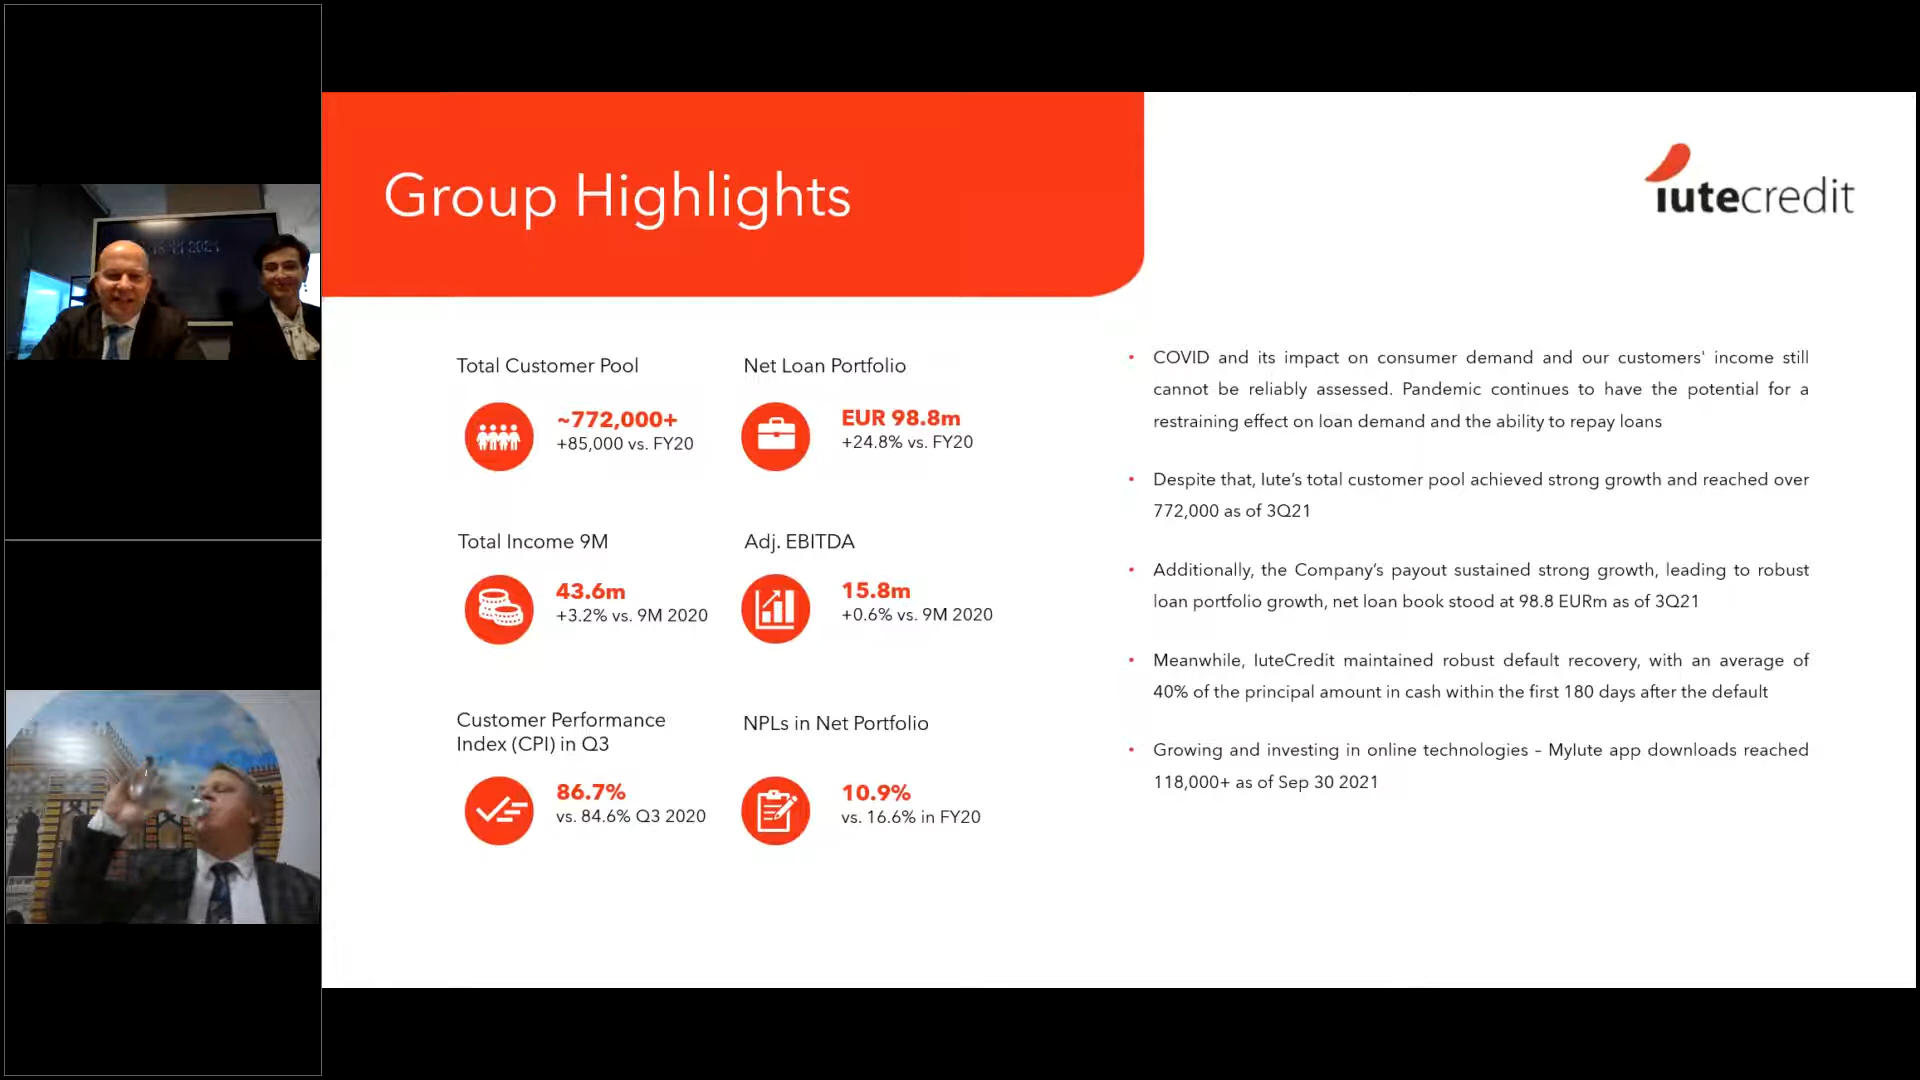 Group Highlights
iutecredit
Total Customer Pool
~772,000+
+85,000 vs. FY20
Net Loan Portfolio
EUR 98.8m
+24.8% vs. FY20
Total Income 9M
43.6m
+3.2% vs. 9M 2020
Adj. EBITDA
15.8m
+0.6% vs. 9M 2020
Customer Performance
Index (CPI) in Q3
86.7%
vs. 84.6% Q3 2020
NPLs in Net Portfolio
10.9%
vs. 16.6% in FY20
• COVID and its impact on consumer demand and our customers' income still
cannot be reliably assessed. Pandemic continues to have the potential for a
restraining effect on loan demand and the ability to repay loans
• Despite that, Iute’s total customer pool achieved strong growth and reached over
772,000 as of 3Q21
• Additionally, the Company’s payout sustained strong growth, leading to robust
loan portfolio growth, net loan book stood at 98.8 EURm as of 3Q21
• Meanwhile, IuteCredit maintained robust default recovery, with an average of
40% of the principal amount in cash within the first 180 days after the default
• Growing and investing in online technologies – MyIute app downloads reached
118,000+ as of Sep 30 2021